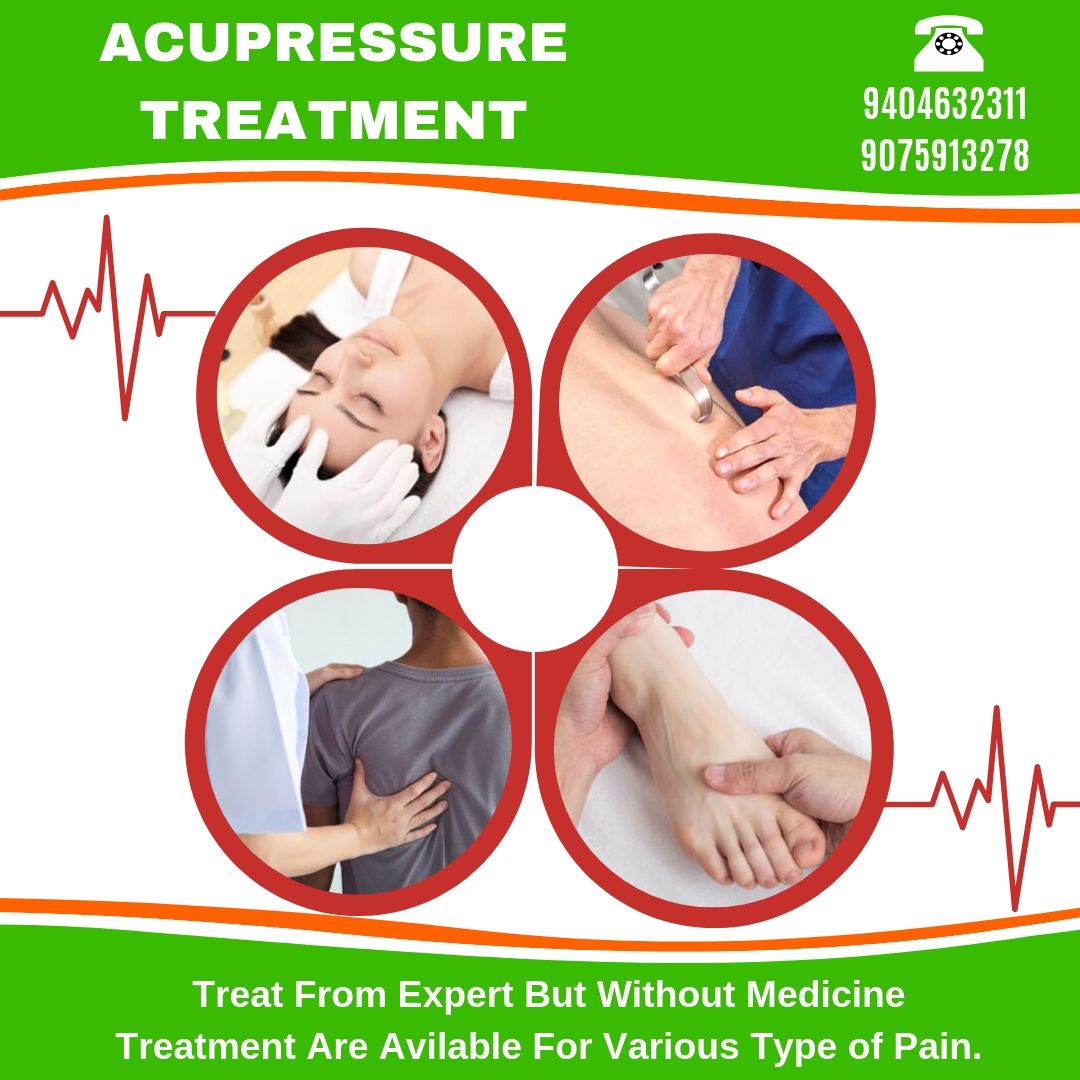 ACUPRESSURE
TREATMENT
9404632311
9075913278
Treat From Expert But Without Medicine
Treatment Are Avilable For Various Type of Pain.